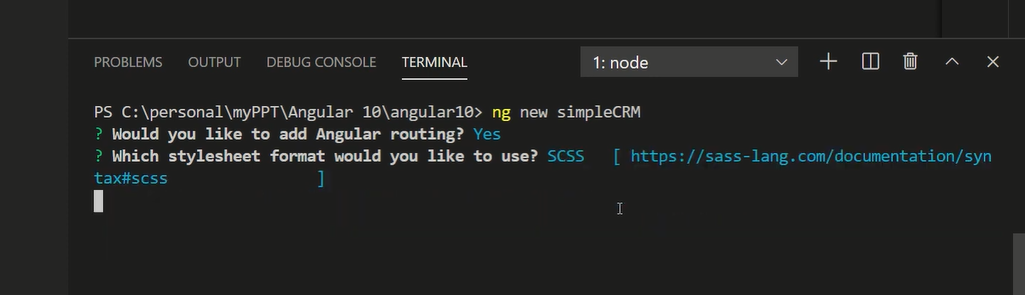 PROBLEMS OUTPUT DEBUG CONSOLE TERMINAL 1: node
PS C:\personal\myPPT\Angular 10\angular10> ng new simpleCRM
? Would you like to add Angular routing? Yes
? Which stylesheet format would you like to use? SCSS [ https://sass-lang.com/documentation/syn
tax#scss ]